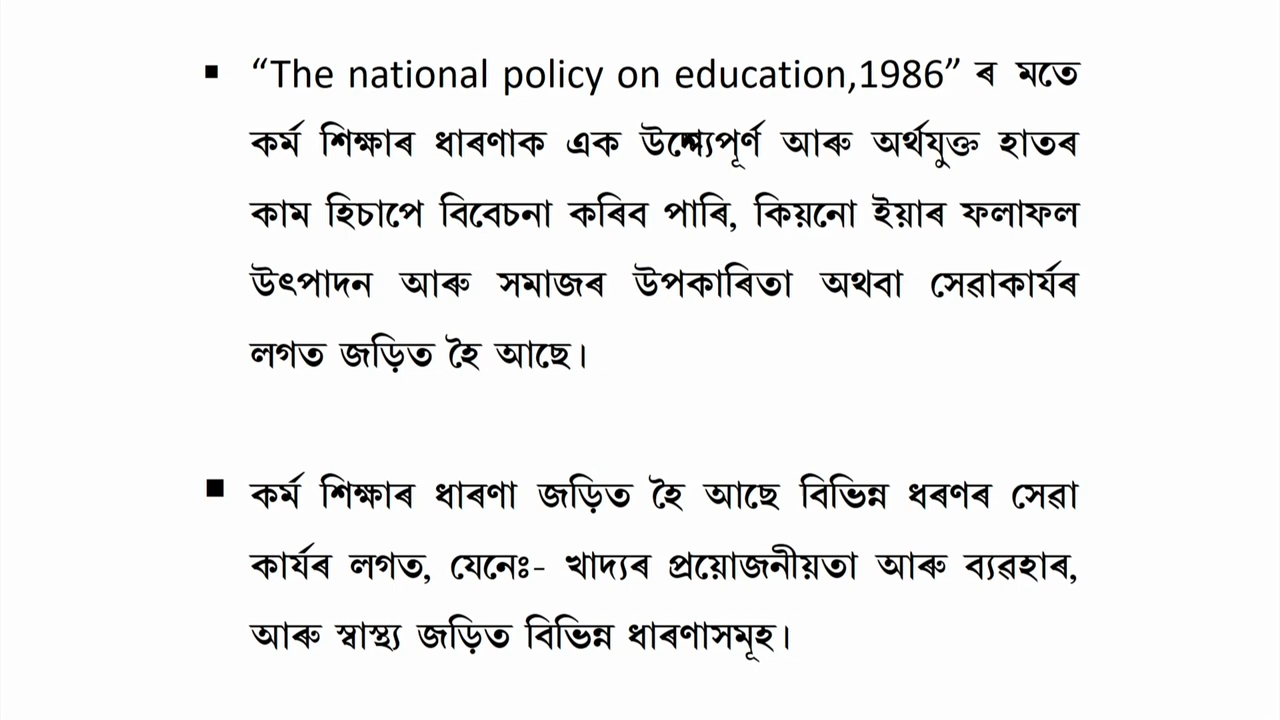 “The national policy on education,1986” ৰ মতে
কৰ্ম শিক্ষাৰ ধাৰণাক এক আৰু অৰ্থযুক্ত হাতৰ
কাম হিচাপে বিবেচনা কৰিব পাৰি, কিয়নো ইয়াৰ ফলাফল
উৎপাদন আৰু সমাজৰ উপকাৰিতা অথবা সেৱাকাৰ্যৰ
লগত জড়িত হৈ আছে।
কৰ্ম শিক্ষাৰ ধাৰণা জড়িত হৈ আছে বিভিন্ন ধৰণৰ সেৱা
কাৰ্যৰ লগত, যেনেঃ- খাদ্যৰ প্ৰয়োজনীয়তা আৰু ব্যৱহাৰ,
আৰু স্বাস্থ্য জড়িত বিভিন্ন ধাৰণাসমূহ।